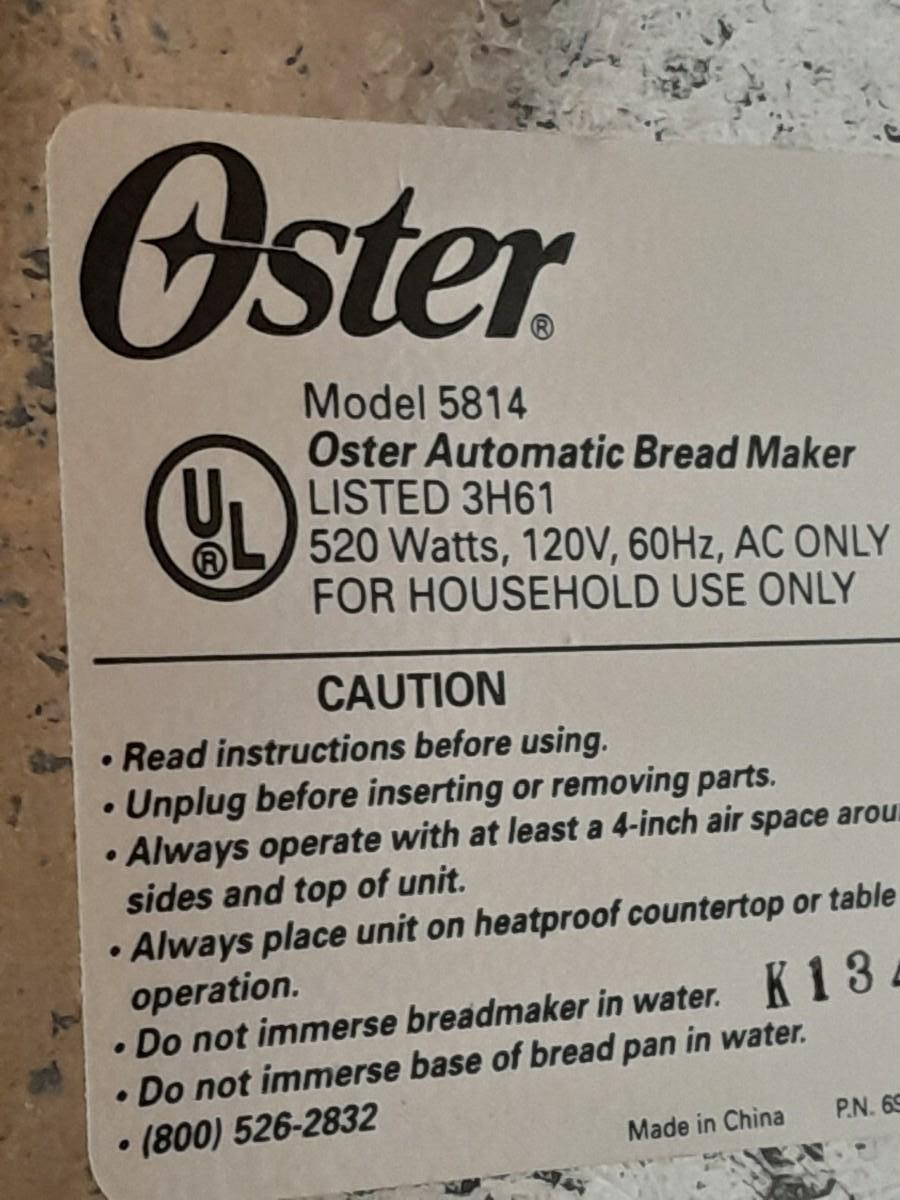 Oster®
Model 5814
UL®
Oster Automatic Bread Maker
LISTED 3H61
520 Watts, 120V, 60Hz, AC ONLY
FOR HOUSEHOLD USE ONLY
CAUTION
• Read instructions before using.
• Unplug before inserting or removing parts.
• Always operate with at least a 4-inch air space
sides and top of unit.
• Always place unit on heatproof countertop or table
operation.
• Do not immerse breadmaker in water. K13
• Do not immerse base of bread pan in water.
• (800) 526-2832
Made in China P.N.